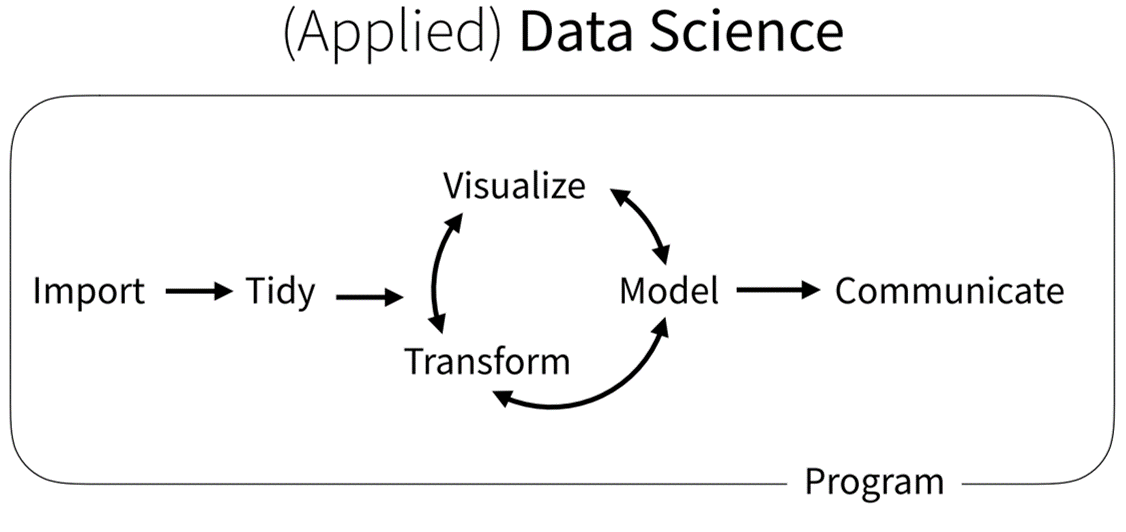 (Applied) Data Science
Visualize
Import
Tidy
Model
Communicate
Transform
Program